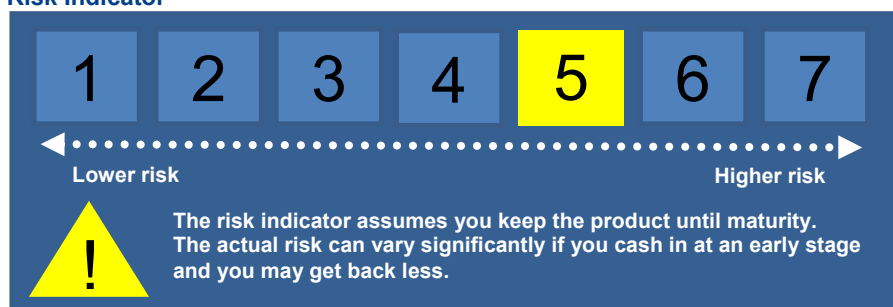 Risk Indicator
1 2 3 4 5 6 7
Lower risk Higher risk
The risk indicator assumes you keep the product until maturity.
! The actual risk can vary significantly if you cash in at an early stage
and you may get back less.